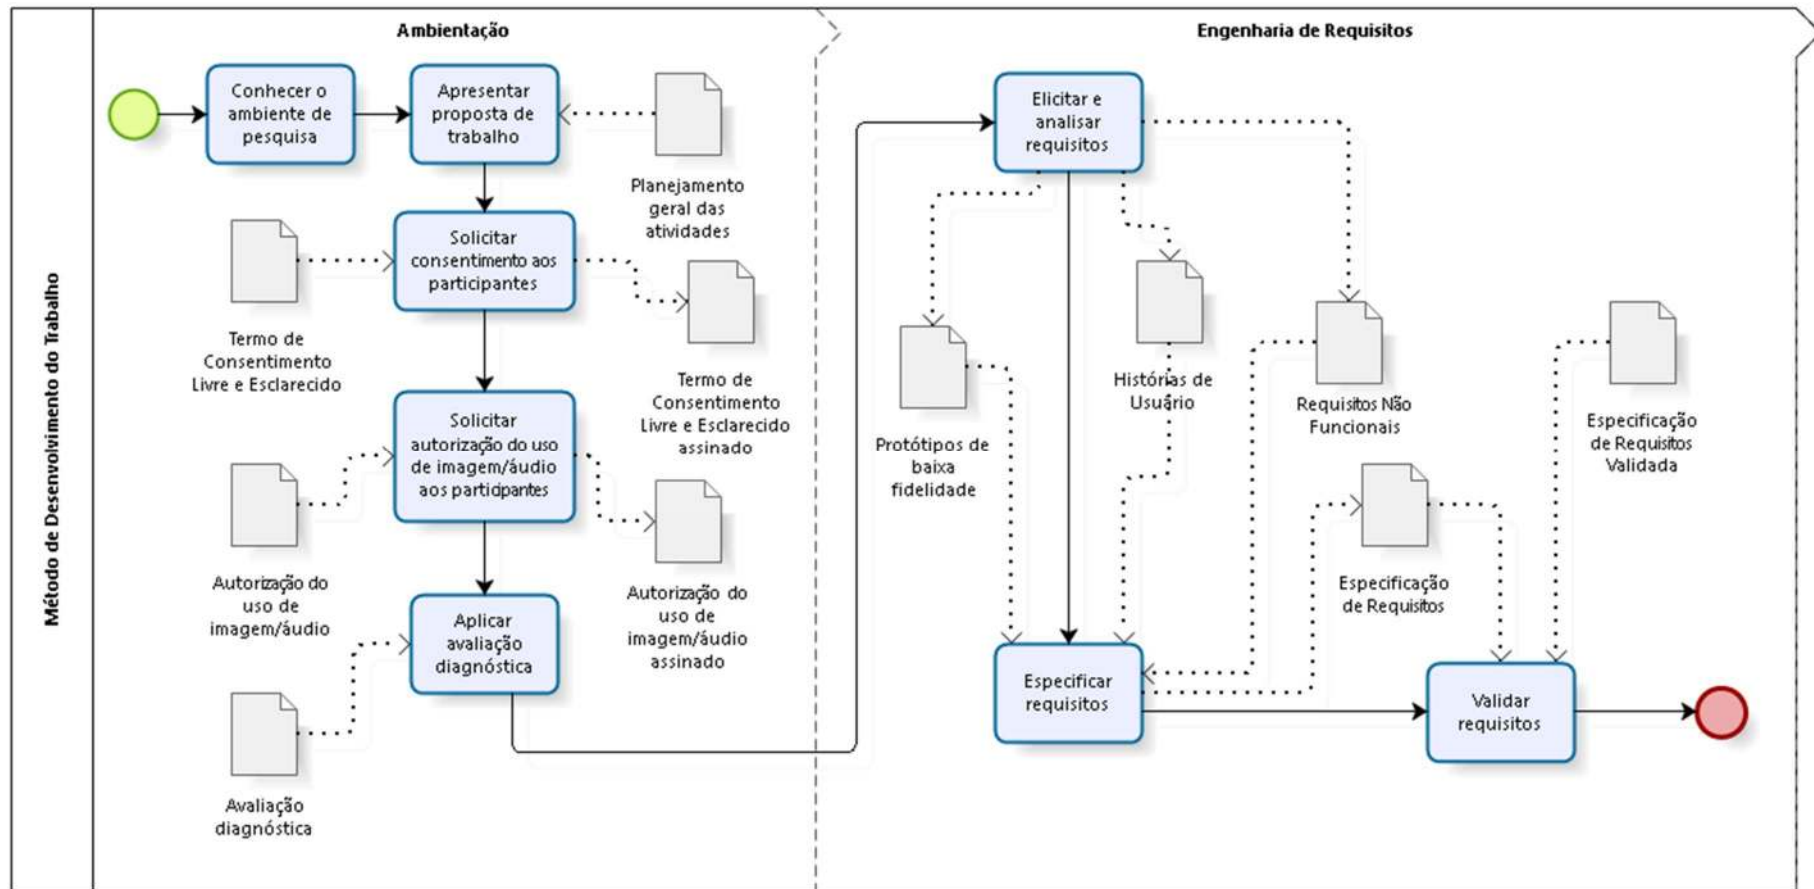 Método de Desenvolvimento do Trabalho
Ambientação
Conhecer o
ambiente de
pesquisa
Apresentar
proposta de
trabalho
Planejamento
geral das
atividades
Solicitar
consentimento aos
participantes
Termo de
Consentimento
Livre e Esclarecido
Termo de
Consentimento
Livre e Esclarecido
assinado
Solicitar
autorização do uso
de imagem/áudio
aos participantes
Autorização do
uso de
imagem/áudio
Autorização do
uso de
imagem/áudio
assinado
Aplicar
avaliação
diagnóstica
Avaliação
diagnóstica
Engenharia de Requisitos
Elicitar e
analisar
requisitos
Protótipos de
baixa
fidelidade
Histórias de
Usuário
Requisitos Não
Funcionais
Especificação
de Requisitos
Validada
Especificação
de Requisitos
Especificar
requisitos
Validar
requisitos